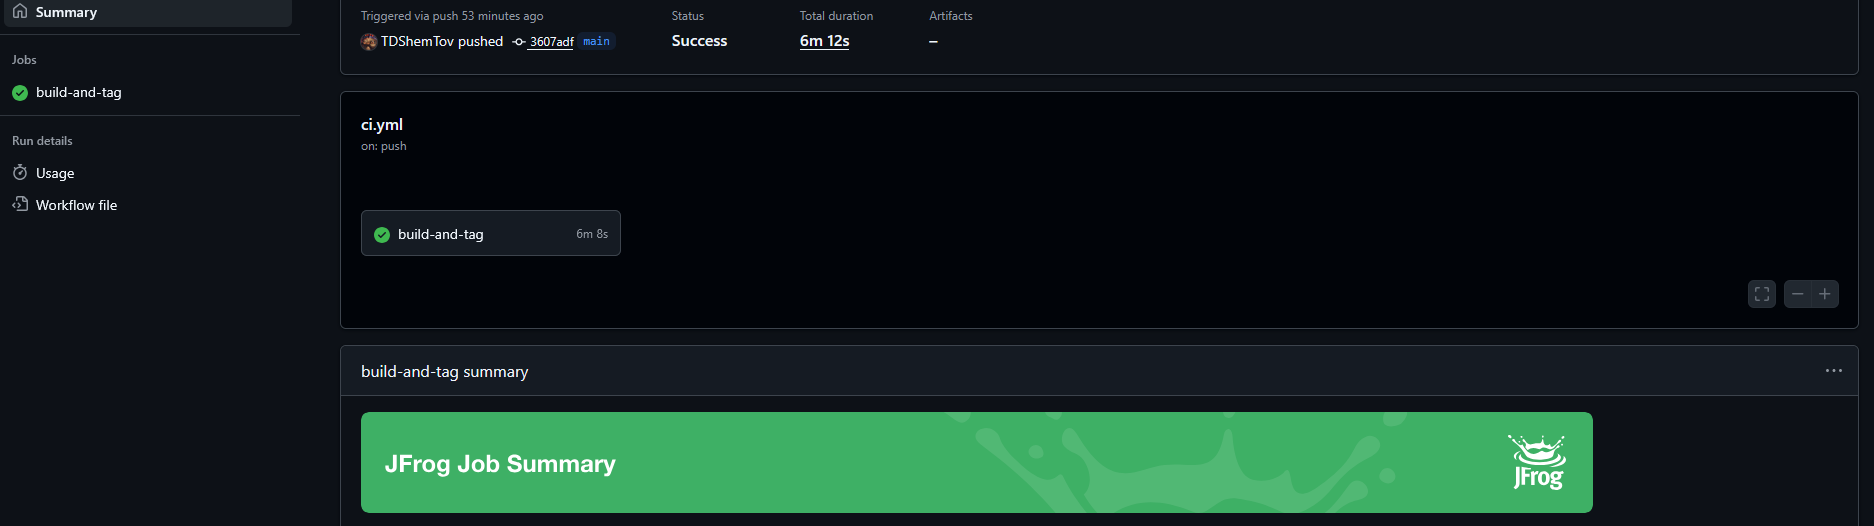 Summary
Jobs
build-and-tag
Run details
Usage
Workflow file
Triggered via push 53 minutes ago
TDShemTov pushed 3607adf main
Status
Success
Total duration
6m 12s
Artifacts
–
ci.yml
on: push
build-and-tag 6m 8s
build-and-tag summary
JFrog Job Summary
JFrog